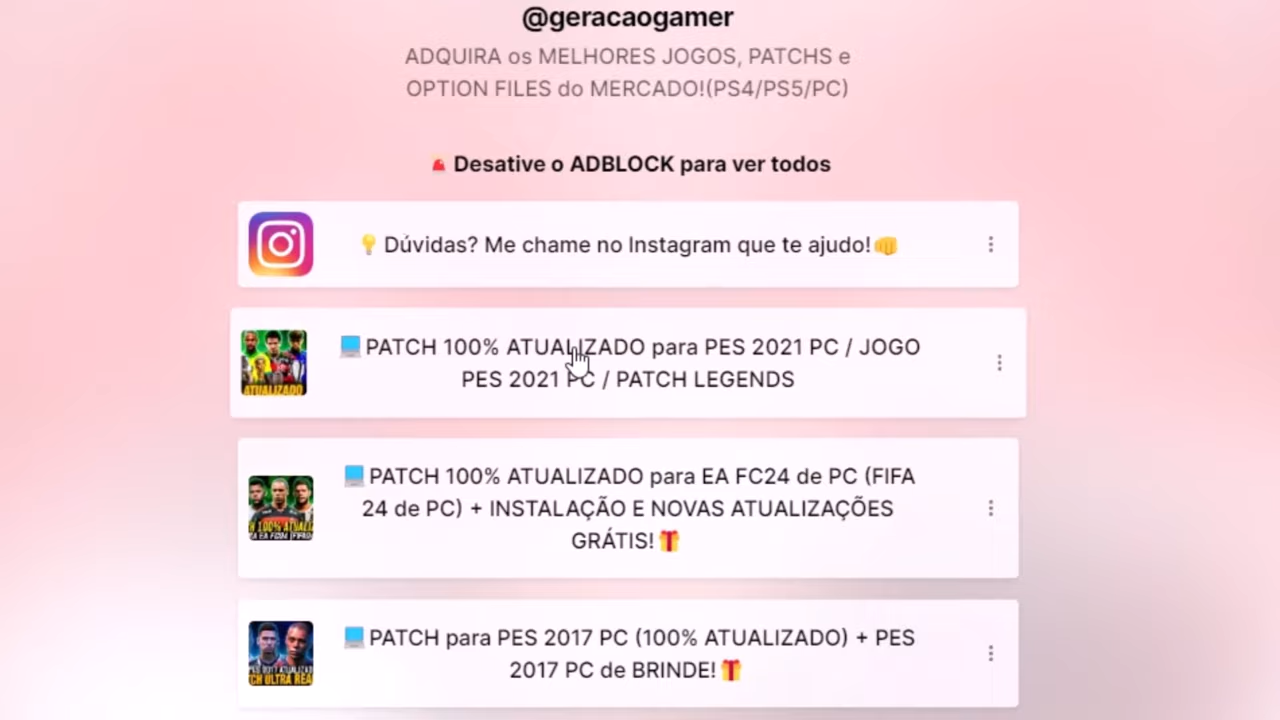 @geracaogamer
ADQUIRA os MELHORES JOGOS, PATCHS e
OPTION FILES do MERCADO!(PS4/PS5/PC)
🚨 Desative o ADBLOCK para ver todos
💡 Dúvidas? Me chame no Instagram que te ajudo!👊
💻PATCH 100% ATUALIZADO para PES 2021 PC / JOGO
PES 2021 PC / PATCH LEGENDS
ATUALIZADO
💻PATCH 100% ATUALIZADO para EA FC24 de PC (FIFA
24 de PC) + INSTALAÇÃO E NOVAS ATUALIZAÇÕES
GRÁTIS!🎁
💻PATCH para PES 2017 PC (100% ATUALIZADO) + PES
2017 PC de BRINDE!🎁